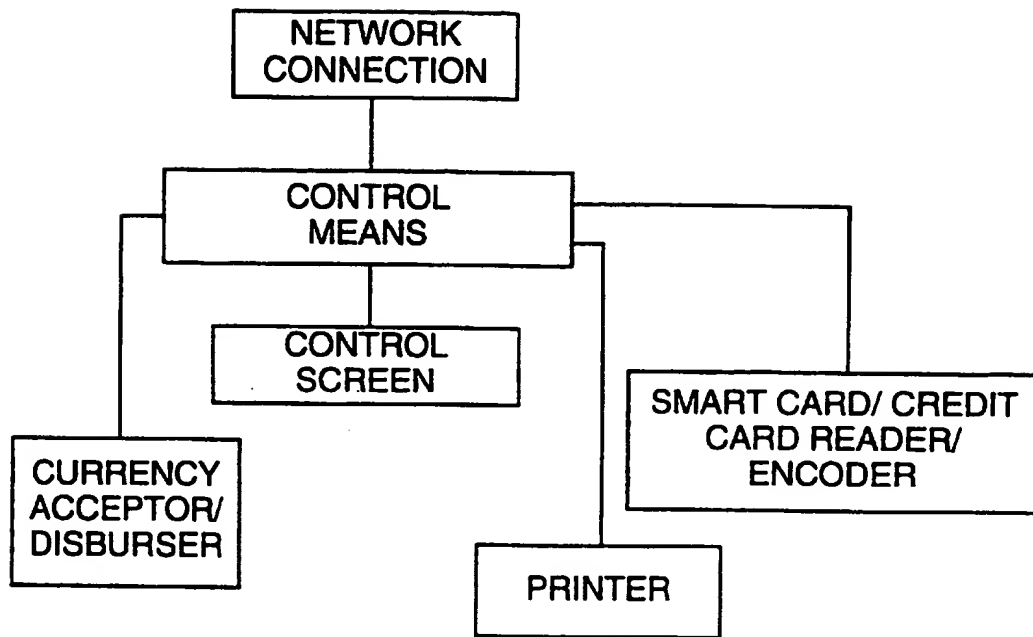 NETWORK
CONNECTION
CONTROL
MEANS
CONTROL
SCREEN
SMART CARD/ CREDIT
CARD READER/
ENCODER
CURRENCY
ACCEPTOR/
DISBURSER
PRINTER